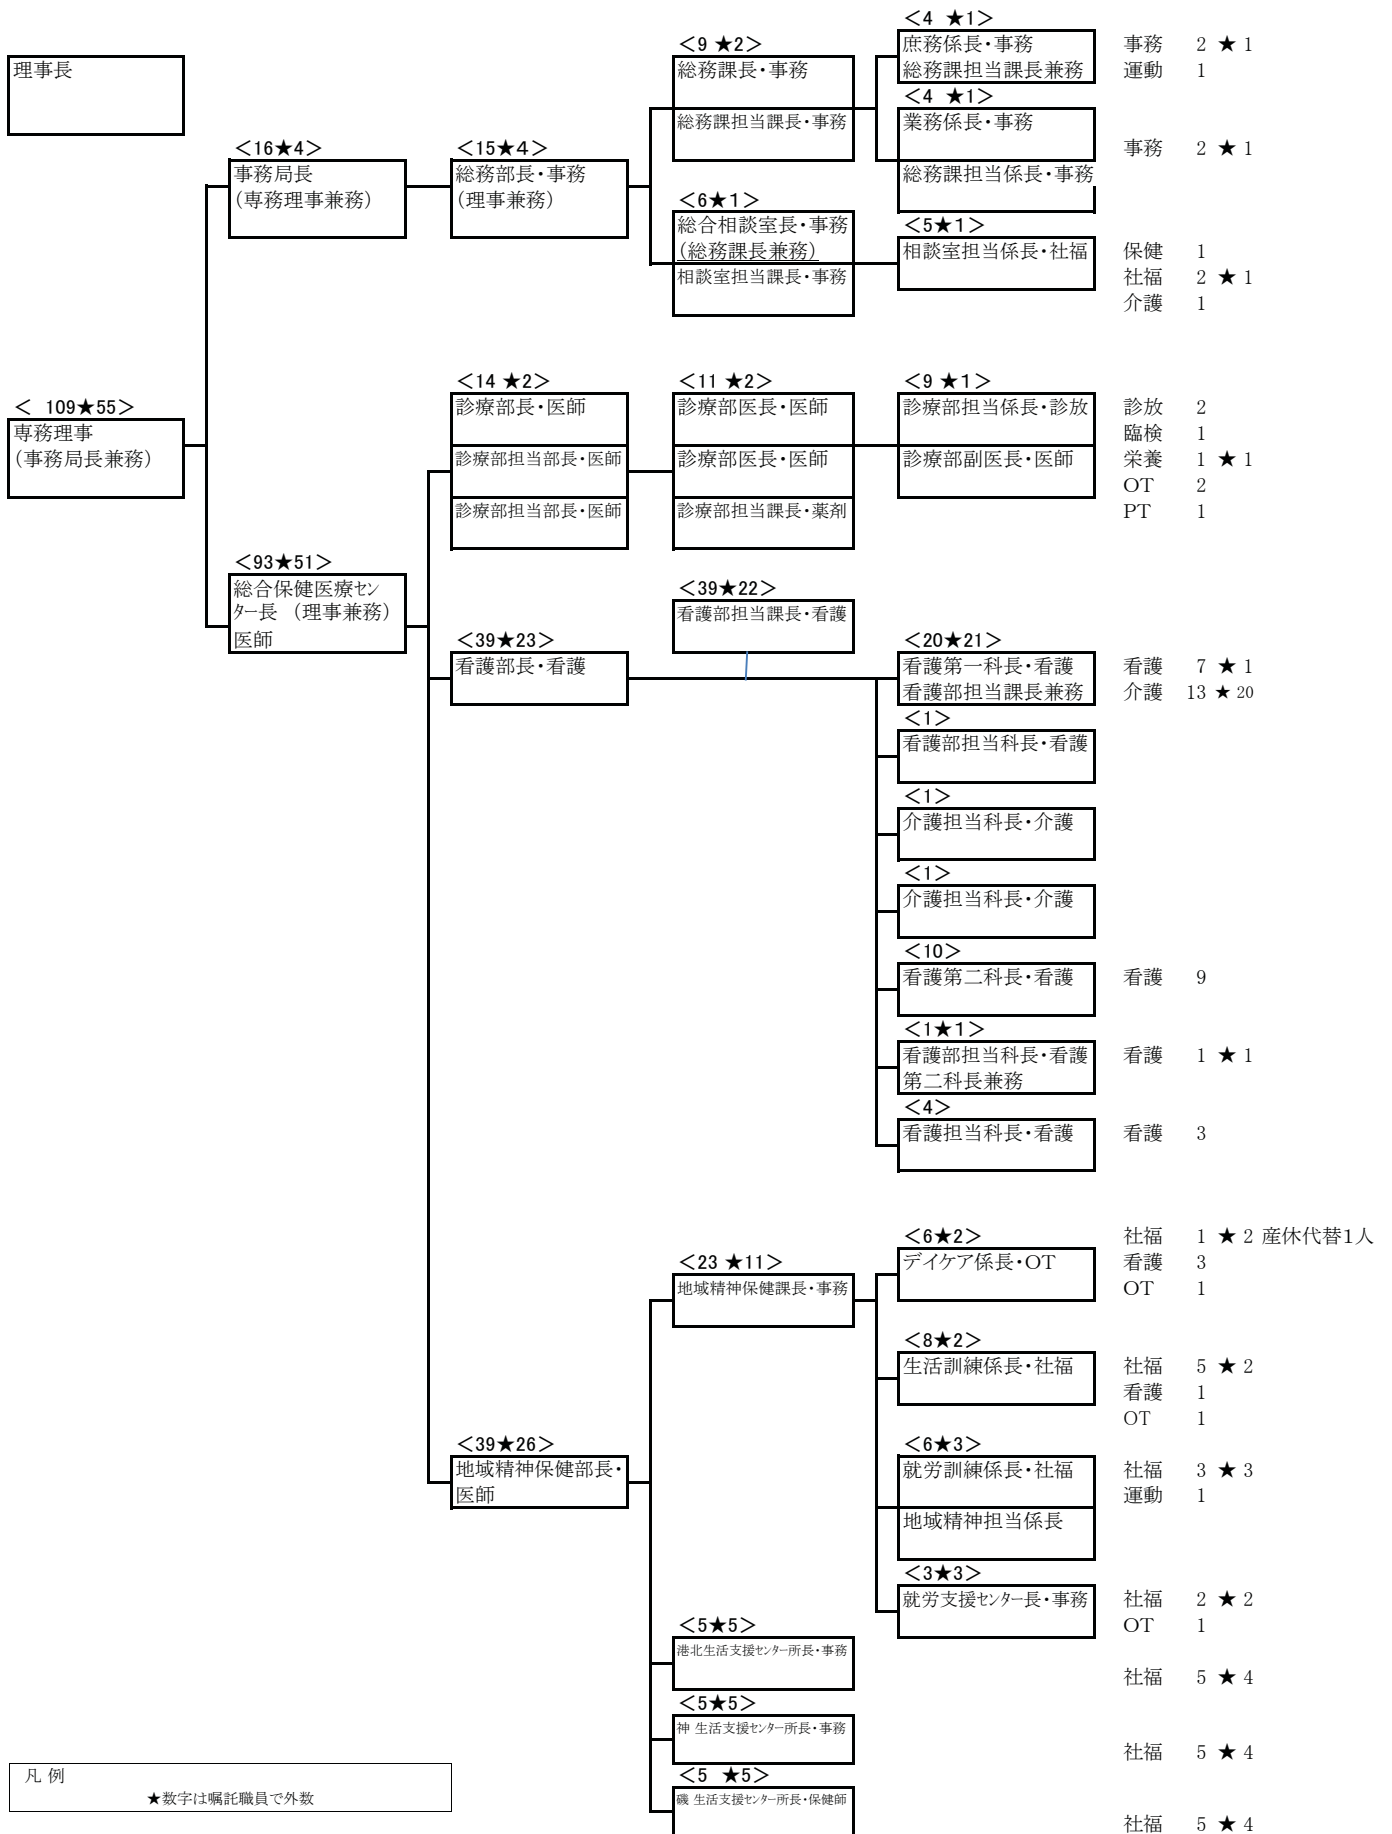 理事長
<16★4>
事務局長
(専務理事兼務)
<15★4>
総務部長・事務
(理事兼務)
<9 ★2>
総務課長・事務
総務課担当課長・事務
<6★1>
総合相談室長・事務
(総務課長兼務)
相談室担当課長・事務
<4 ★1>
庶務係長・事務
総務課担当課長兼務
事務 2 ★ 1
運動 1
<4 ★1>
業務係長・事務
総務課担当係長・事務
事務 2 ★ 1
<5★1>
相談室担当係長・社福
保健 1
社福 2 ★ 1
介護 1
< 109★55>
専務理事
(事務局長兼務)
<93★51>
総合保健医療セン
ター長 (理事兼務)
医師
<14 ★2>
診療部長・医師
診療部担当部長・医師
診療部担当部長・医師
<11 ★2>
診療部医長・医師
診療部医長・医師
診療部担当課長・薬剤
<9 ★1>
診療部担当係長・診放
診療部副医長・医師
診放 2
臨検 1
栄養 1 ★ 1
OT 2
PT 1
<39★23>
看護部長・看護
<39★22>
看護部担当課長・看護
<20★21>
看護第一科長・看護
看護部担当課長兼務
看護 7 ★ 1
介護 13 ★ 20
<1>
看護部担当科長・看護
<1>
介護担当科長・介護
<1>
介護担当科長・介護
<10>
看護第二科長・看護
看護 9
<1★1>
看護部担当科長・看護
第二科長兼務
看護 1 ★ 1
<4>
看護担当科長・看護
看護 3
<39★26>
地域精神保健部長・
医師
<23 ★11>
地域精神保健課長・事務
<6★2>
デイケア係長・OT
社福 1 ★ 2 産休代替1人
看護 3
OT 1
<8★2>
生活訓練係長・社福
社福 5 ★ 2
看護 1
OT 1
<6★3>
就労訓練係長・社福
地域精神担当係長
社福 3 ★ 3
運動 1
<3★3>
就労支援センター長・事務
社福 2 ★ 2
OT 1
<5★5>
港北生活支援センター所長・事務
社福 5 ★ 4
<5★5>
神 生活支援センター所長・事務
社福 5 ★ 4
<5 ★5>
磯 生活支援センター所長・保健師
社福 5 ★ 4
凡 例
★数字は嘱託職員で外数